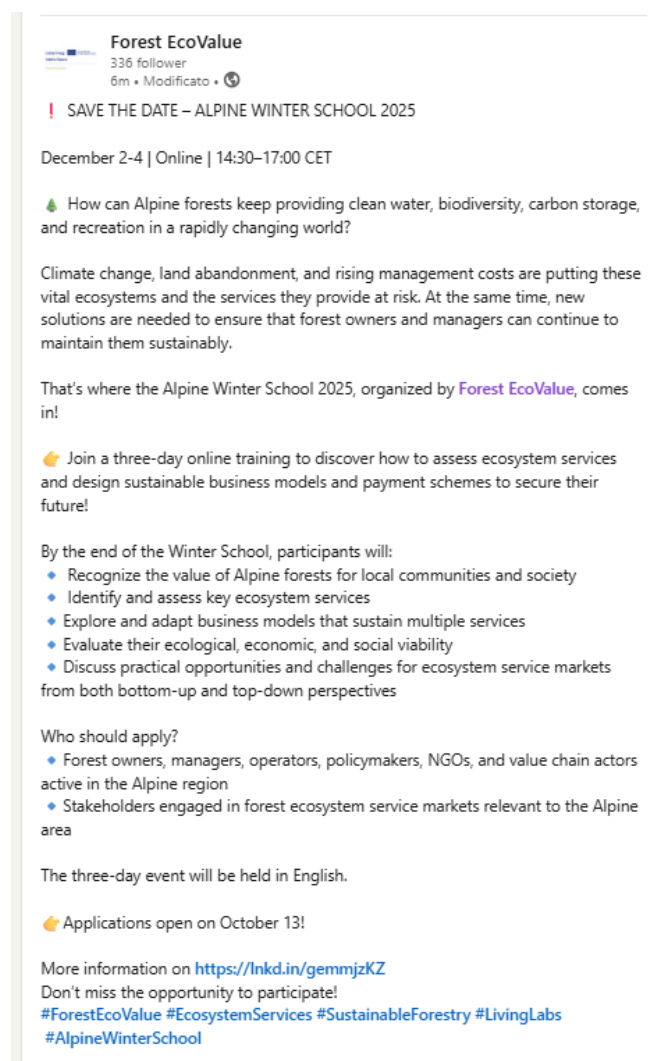 Forest EcoValue
336 follower
6m • Modificato •
❗ SAVE THE DATE – ALPINE WINTER SCHOOL 2025
December 2-4 | Online | 14:30–17:00 CET
🌲 How can Alpine forests keep providing clean water, biodiversity, carbon storage,
and recreation in a rapidly changing world?
Climate change, land abandonment, and rising management costs are putting these
vital ecosystems and the services they provide at risk. At the same time, new
solutions are needed to ensure that forest owners and managers can continue to
maintain them sustainably.
That's where the Alpine Winter School 2025, organized by Forest EcoValue, comes
in!
👉 Join a three-day online training to discover how to assess ecosystem services
and design sustainable business models and payment schemes to secure their
future!
By the end of the Winter School, participants will:
🔹 Recognize the value of Alpine forests for local communities and society
🔹 Identify and assess key ecosystem services
🔹 Explore and adapt business models that sustain multiple services
🔹 Evaluate their ecological, economic, and social viability
🔹 Discuss practical opportunities and challenges for ecosystem service markets
from both bottom-up and top-down perspectives
Who should apply?
🔹 Forest owners, managers, operators, policymakers, NGOs, and value chain actors
active in the Alpine region
🔹 Stakeholders engaged in forest ecosystem service markets relevant to the Alpine
area
The three-day event will be held in English.
👉 Applications open on October 13!
More information on https://lnkd.in/gemmjzKZ
Don't miss the opportunity to participate!
#ForestEcoValue #EcosystemServices #SustainableForestry #LivingLabs
#AlpineWinterSchool